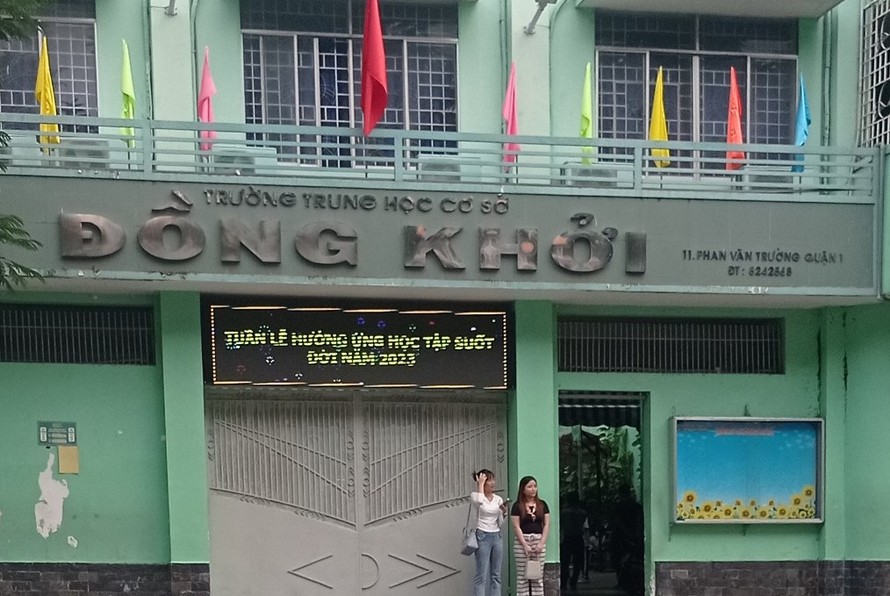 TRƯỜNG TRUNG HỌC CƠ SỞ
ĐỒNG KHỞI
11.PHAN VĂN TRƯỜNG QUẬN 1
ĐT : 8242568
TUẦN LỄ HƯỞNG ỨNG HỌC TẬP SUỐT
ĐỜI NĂM 2023